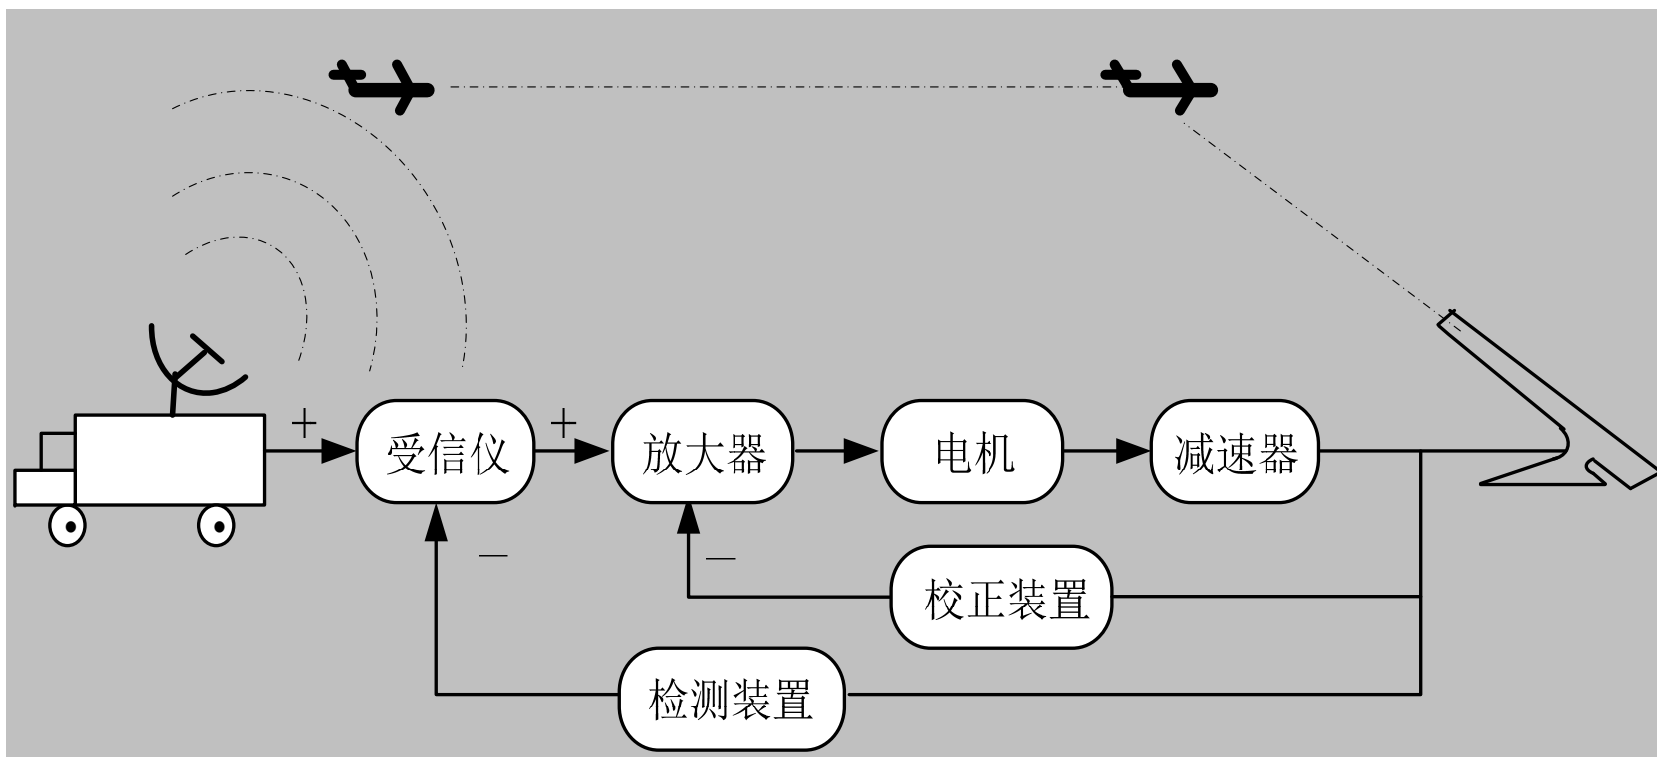 +
受信仪
+
放大器
电机
减速器
—
—
校正装置
检测装置